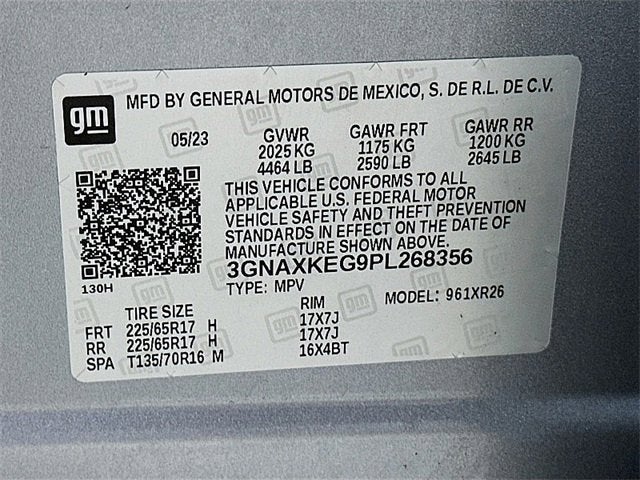 gm
MFD BY GENERAL MOTORS DE MEXICO, S. DE R.L. DE C.V.
05/23 GVWR GAWR FRT GAWR RR
2025 KG 1175 KG 1200 KG
4464 LB 2590 LB 2645 LB
THIS VEHICLE CONFORMS TO ALL
APPLICABLE U.S. FEDERAL MOTOR
VEHICLE SAFETY AND THEFT PREVENTION
STANDARDS IN EFFECT ON THE DATE OF
MANUFACTURE SHOWN ABOVE.
3GNAXKEG9PL268356
130H TYPE: MPV MODEL: 961XR26
TIRE SIZE RIM
FRT 225/65R17 H 17X7J
RR 225/65R17 H 17X7J
SPA T135/70R16 M 16X4BT